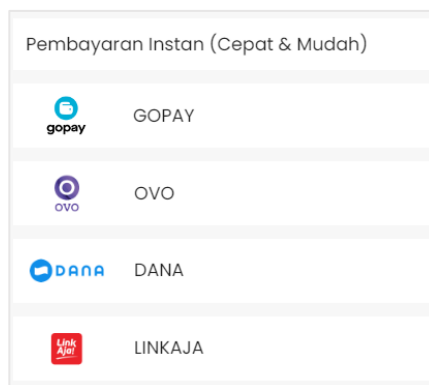 Pembayaran Instan (Cepat & Mudah)
gopay
GOPAY
OVO
OVO
DANA
DANA
Link
Aja!
LINKAJA